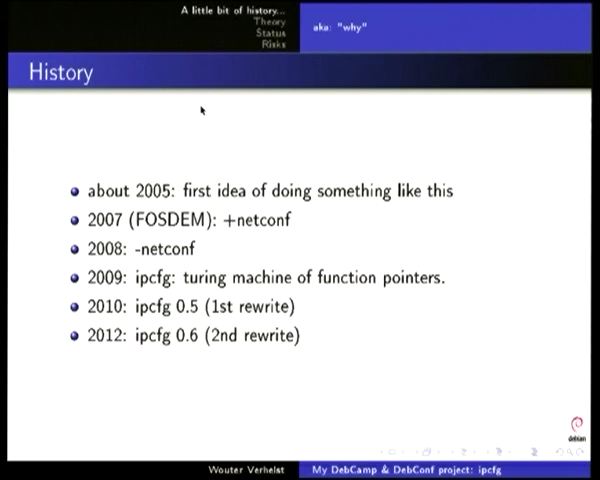 A little bit of history...
Theory
Status
Risks
aka: "why"
History
about 2005: first idea of doing something like this
2007 (FOSDEM): +netconf
2008: -netconf
2009: ipcfg: turing machine of function pointers.
2010: ipcfg 0.5 (1st rewrite)
2012: ipcfg 0.6 (2nd rewrite)
debian
Wouter Verhelst
My DebCamp & DebConf project: ipcfg